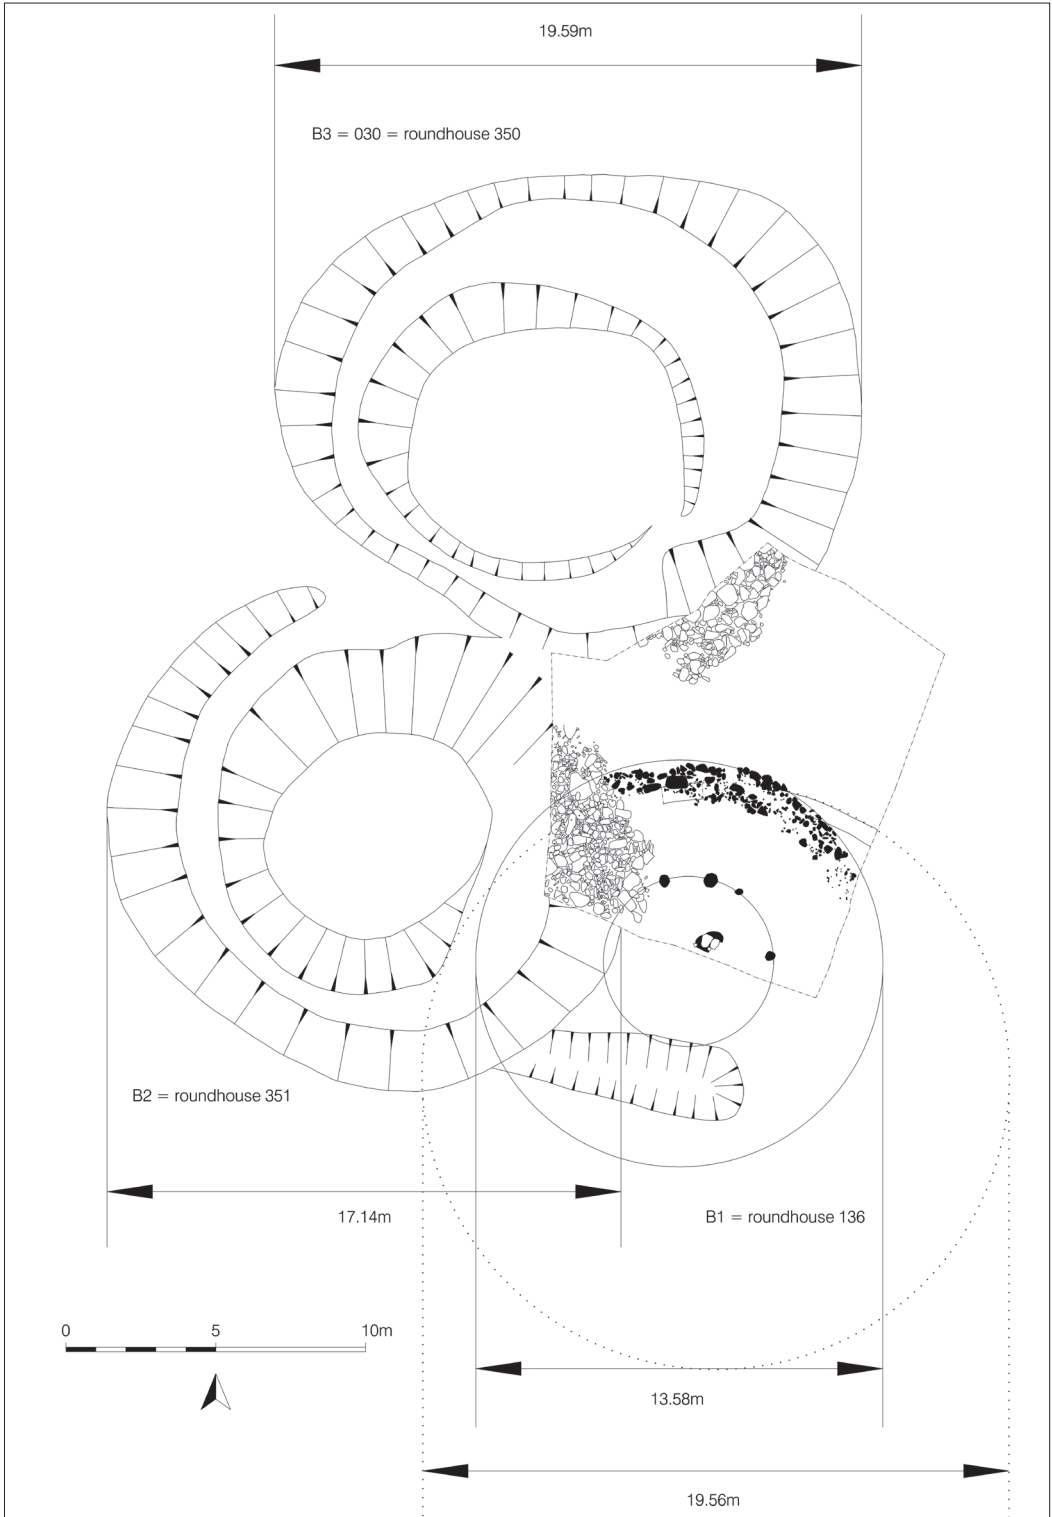 19.59m
B3 = 030 = roundhouse 350
B2 = roundhouse 351
17.14m
B1 = roundhouse 136
0 5 10m
13.58m
19.56m